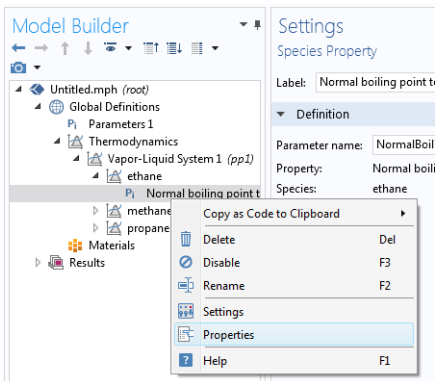 Model Builder
Untitled.mph (root)
Global Definitions
Pi Parameters 1
Thermodynamics
Vapor-Liquid System 1 (pp1)
ethane
Pi Normal boiling point t
methane
propane
Materials
Results
Copy as Code to Clipboard
Delete Del
Disable F3
Rename F2
Settings
Properties
? Help F1
Settings
Species Property
Label: Normal boiling point t
Definition
Parameter name: NormalBoil
Property: Normal boili
Species: ethane